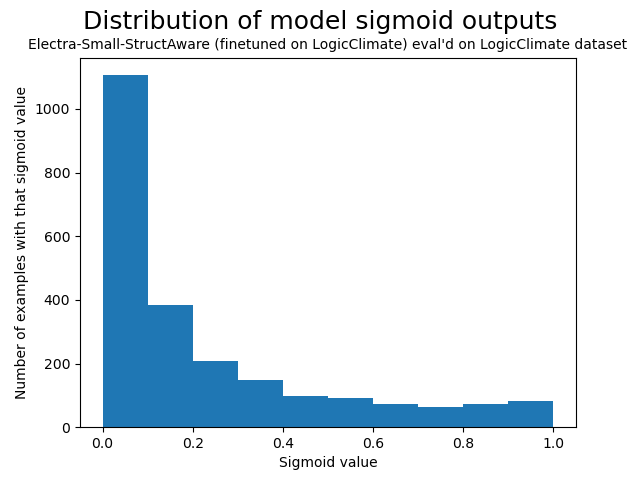 Distribution of model sigmoid outputs
Electra-Small-StructAware (finetuned on LogicClimate) eval'd on LogicClimate dataset
Number of examples with that sigmoid value
1000
800
600
400
200
0
0.0 0.2 0.4 0.6 0.8 1.0
Sigmoid value